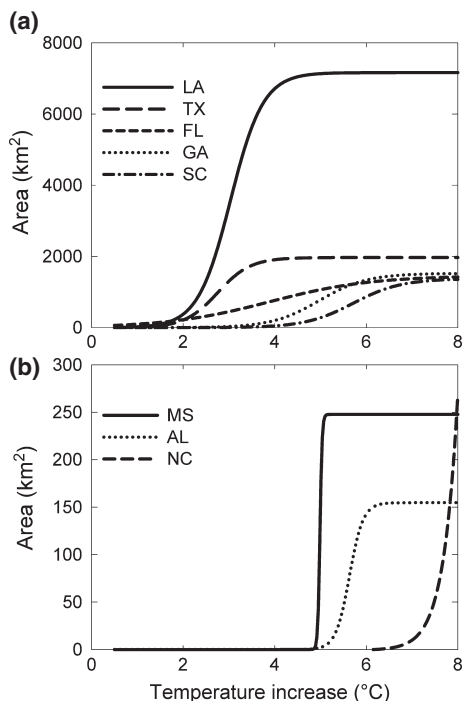 (a)
8000
6000
4000
2000
0
Area (km²)
LA
TX
FL
GA
SC
0
2
4
6
8
(b)
300
250
200
150
100
50
0
Area (km²)
MS
AL
NC
0
2
4
6
8
Temperature increase (°C)